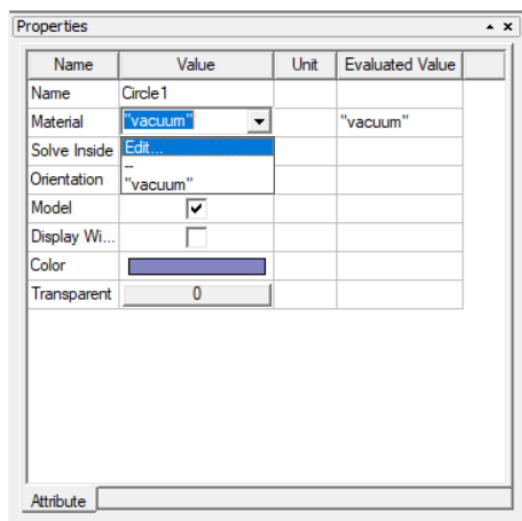 Properties
Name Value Unit Evaluated Value
Name Circle1
Material "vacuum" "vacuum"
Solve Inside Edit...
--
Orientation "vacuum"
Model
Display Wi...
Color
Transparent 0
Attribute